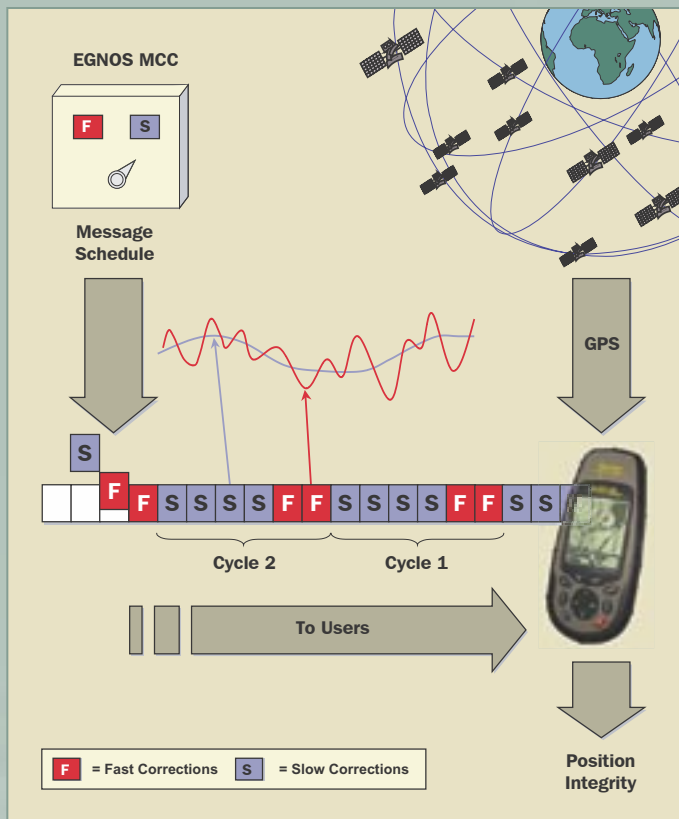 EGNOS MCC
F S
Message
Schedule
GPS
S
F F S S S S F F S S S S F F S S
Cycle 2 Cycle 1
To Users
F = Fast Corrections S = Slow Corrections
Position
Integrity